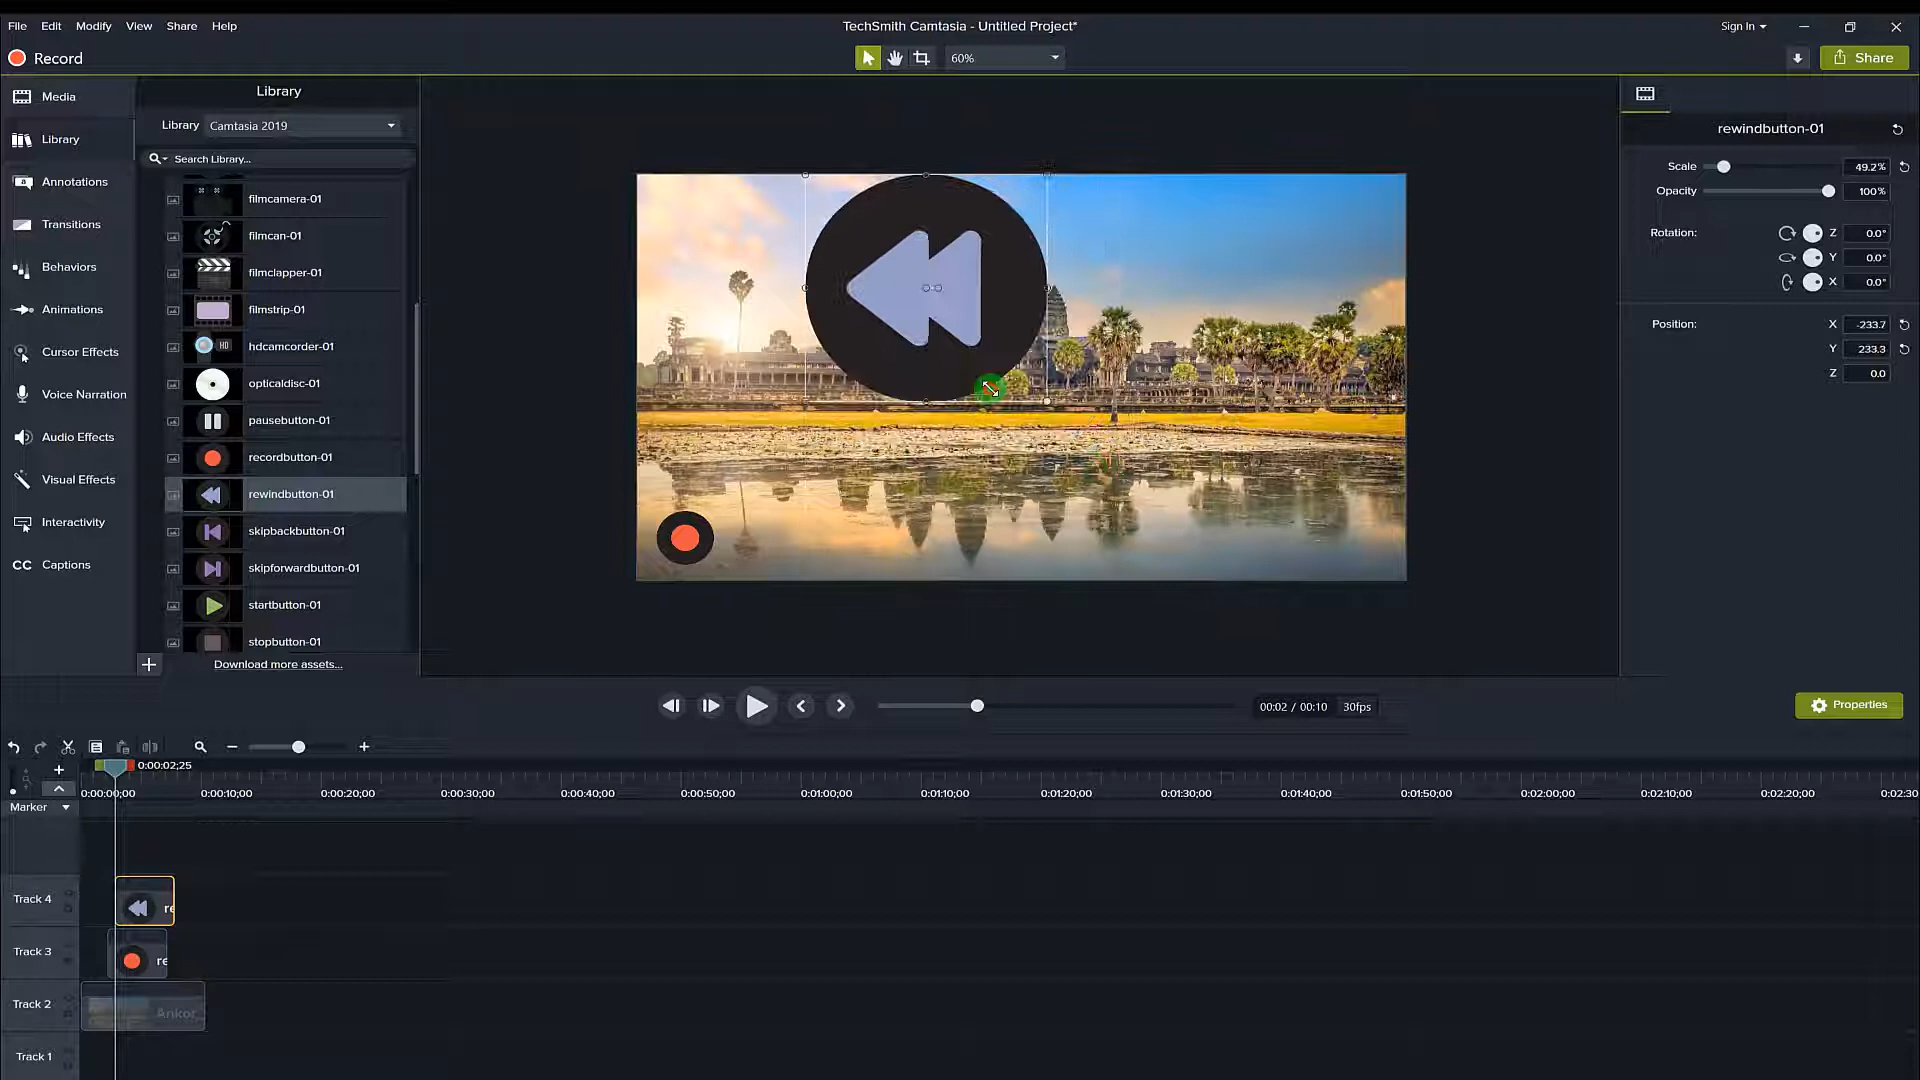 File Edit Modify View Share Help
TechSmith Camtasia - Untitled Project*
Sign In
Record
60%
Share
Media
Library
Annotations
Transitions
Behaviors
Animations
Cursor Effects
Voice Narration
Audio Effects
Visual Effects
Interactivity
CC Captions
Library
Library Camtasia 2019
Search Library...
filmcamera-01
filmcan-01
filmclapper-01
filmstrip-01
HD
hdcamcorder-01
opticaldisc-01
pausebutton-01
recordbutton-01
rewindbutton-01
skipbackbutton-01
skipforwardbutton-01
startbutton-01
stopbutton-01
Download more assets...
rewindbutton-01
Scale 49.2%
Opacity 100%
Rotation: Z 0.0°
Y 0.0°
X 0.0°
Position: X -233.7
Y 233.3
Z 0.0
00:02 / 00:10 30fps
Properties
0:00:02;25
0:00:00;00 0:00:10;00 0:00:20;00 0:00:30;00 0:00:40;00 0:00:50;00 0:01:00;00 0:01:10;00 0:01:20;00 0:01:30;00 0:01:40;00 0:01:50;00 0:02:00;00 0:02:10;00 0:02:20;00 0:02:30
Marker
Track 4
re
Track 3
re
Track 2
Ankor
Track 1